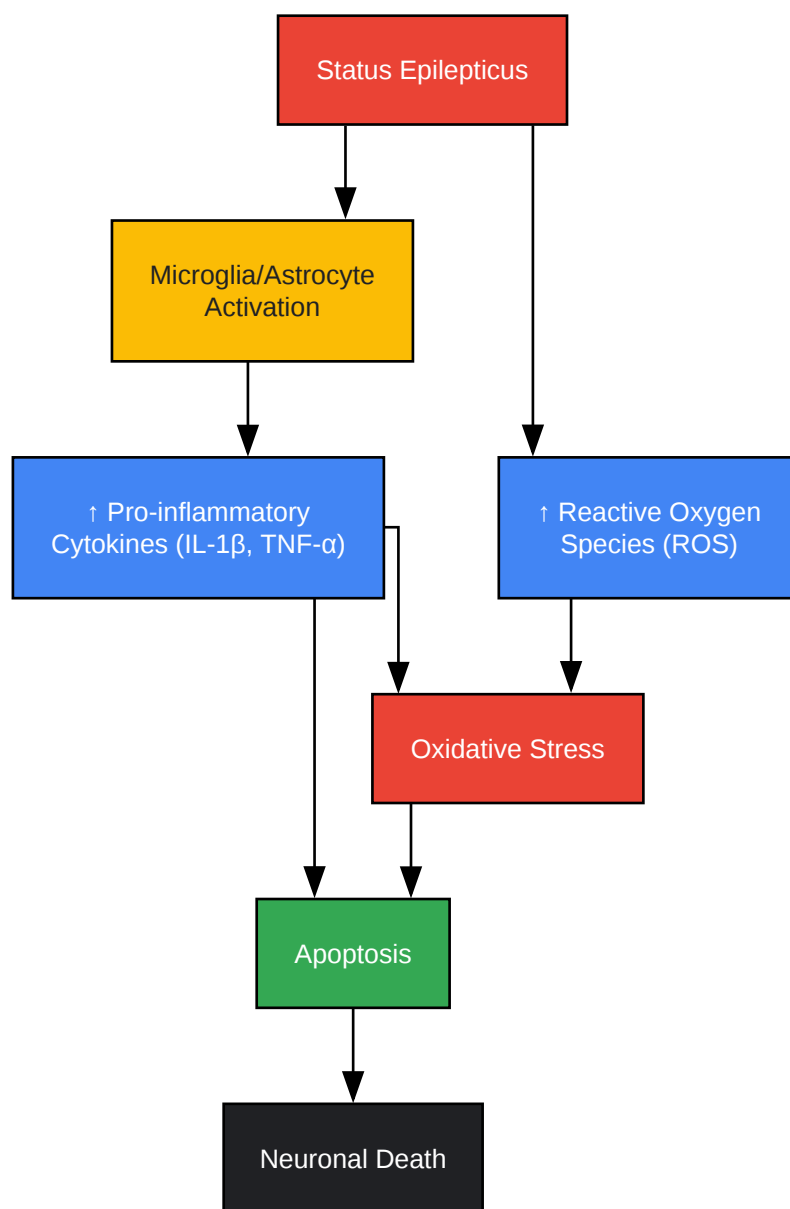 Status Epilepticus
Microglia/Astrocyte
Activation
↑ Pro-inflammatory
Cytokines (IL-1β, TNF-α)
↑ Reactive Oxygen
Species (ROS)
Oxidative Stress
Apoptosis
Neuronal Death